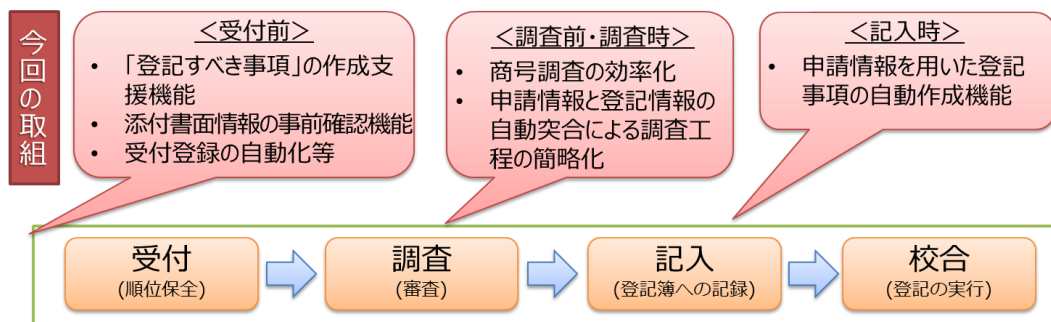 今回の取組
<受付前>
• 「登記すべき事項」の作成支
援機能
• 添付書面情報の事前確認機能
• 受付登録の自動化等
<調査前・調査時>
• 商号調査の効率化
• 申請情報と登記情報の
自動突合による調査工
程の簡略化
<記入時>
• 申請情報を用いた登記
事項の自動作成機能
受付
(順位保全)
調査
(審査)
記入
(登記簿への記録)
校合
(登記の実行)